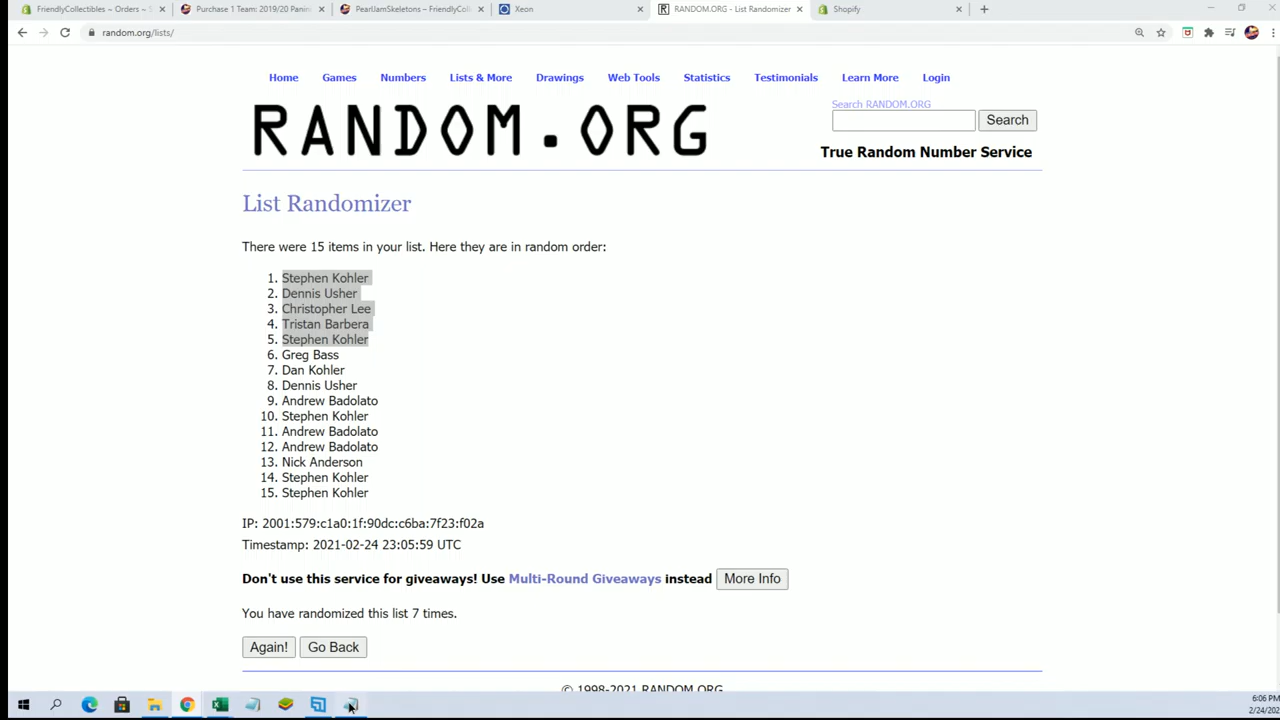 FriendlyCollectibles ~ Orders ~ S
Purchase 1 Team: 2019/20 Panini
PearlJamSkeletons – FriendlyCol
Xeon
RANDOM.ORG - List Randomizer
Shopify
random.org/lists/
Home Games Numbers Lists & More Drawings Web Tools Statistics Testimonials Learn More Login
RANDOM.ORG
Search RANDOM.ORG
Search
True Random Number Service
List Randomizer
There were 15 items in your list. Here they are in random order:
1. Stephen Kohler
2. Dennis Usher
3. Christopher Lee
4. Tristan Barbera
5. Stephen Kohler
6. Greg Bass
7. Dan Kohler
8. Dennis Usher
9. Andrew Badolato
10. Stephen Kohler
11. Andrew Badolato
12. Andrew Badolato
13. Nick Anderson
14. Stephen Kohler
15. Stephen Kohler
IP: 2001:579:c1a0:1f:90dc:c6ba:7f23:f02a
Timestamp: 2021-02-24 23:05:59 UTC
Don't use this service for giveaways! Use Multi-Round Giveaways instead More Info
You have randomized this list 7 times.
Again! Go Back
© 1998-2021 RANDOM.ORG
6:06 PM
2/24/202